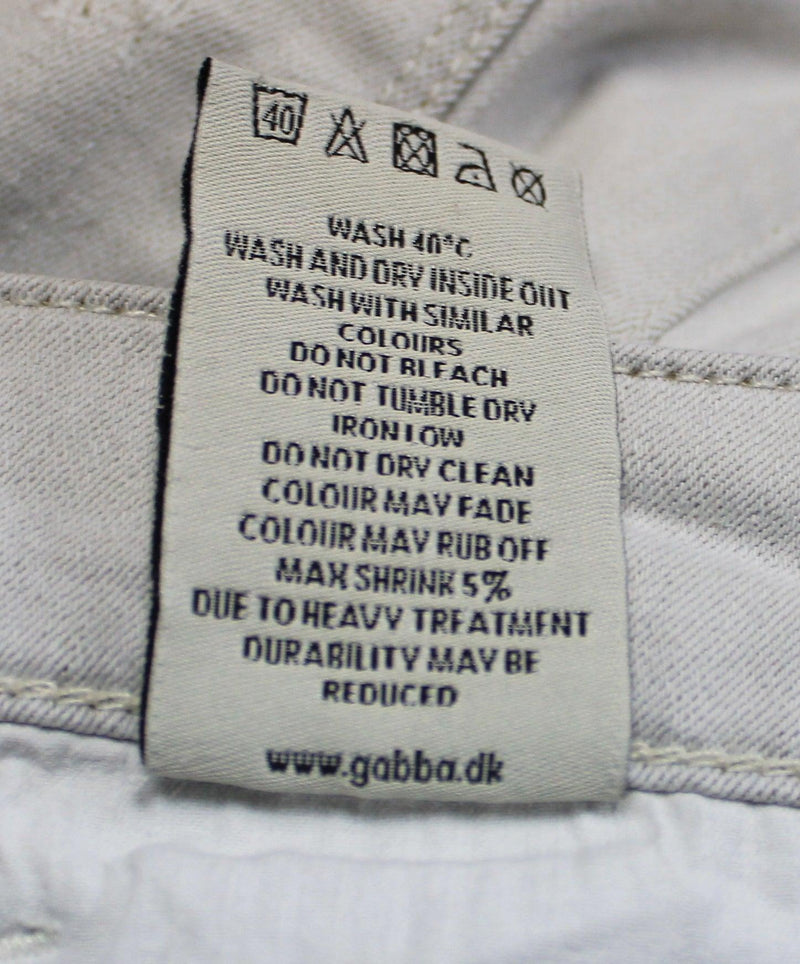 40
WASH 40°C
WASH AND DRY INSIDE OUT
WASH WITH SIMILAR
COLOURS
DO NOT BLEACH
DO NOT TUMBLE DRY
IRON LOW
DO NOT DRY CLEAN
COLOUR MAY FADE
COLOUR MAY RUB OFF
MAX SHRINK 5%
DUE TO HEAVY TREATMENT
DURABILITY MAY BE
REDUCED
www.gabba.dk